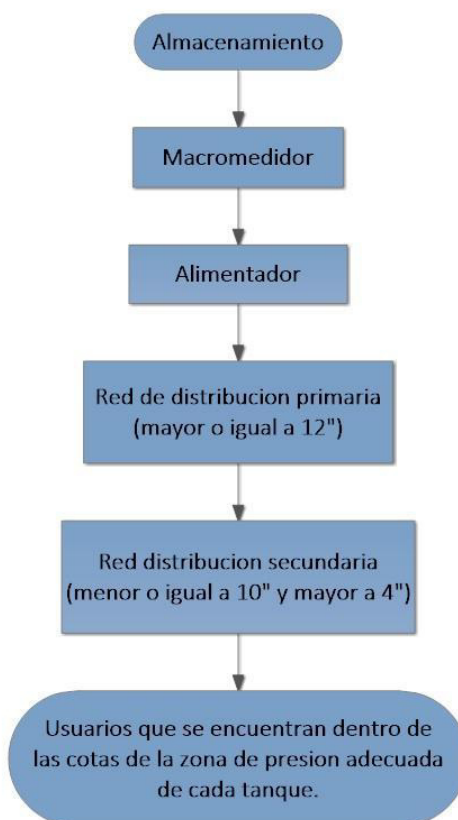 Almacenamiento
Macromedidor
Alimentador
Red de distribucion primaria
(mayor o igual a 12")
Red distribucion secundaria
(menor o igual a 10" y mayor a 4")
Usuarios que se encuentran dentro de
las cotas de la zona de presion adecuada
de cada tanque.